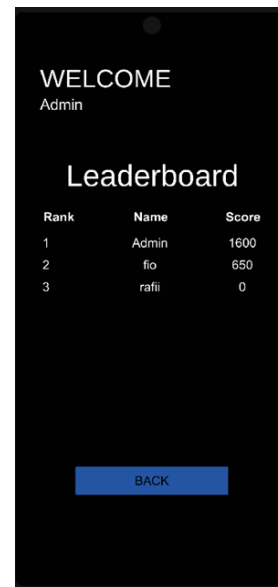 WELCOME
Admin
Leaderboard
Rank Name Score
1 Admin 1600
2 fio 650
3 rafii 0
BACK